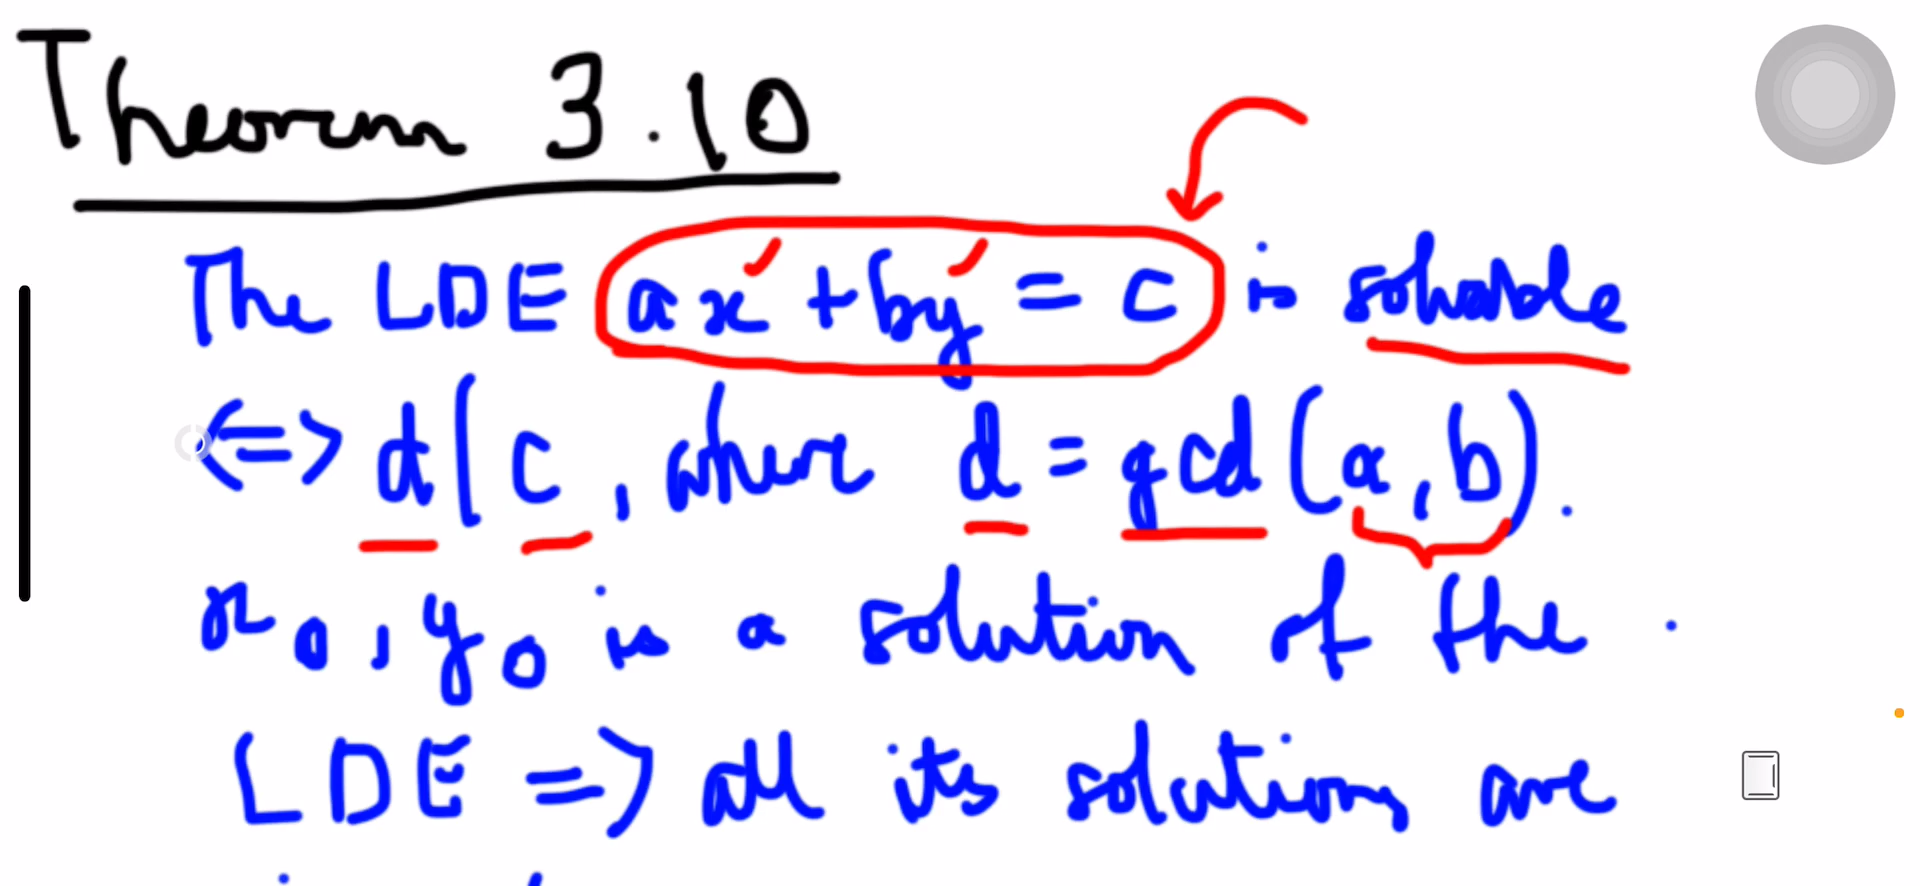 Theorem 3.10
The LDE ax + by = c is solvable
<=> d | c, where d = gcd (a, b).
x₀, y₀ is a solution of the
LDE => all its solutions are